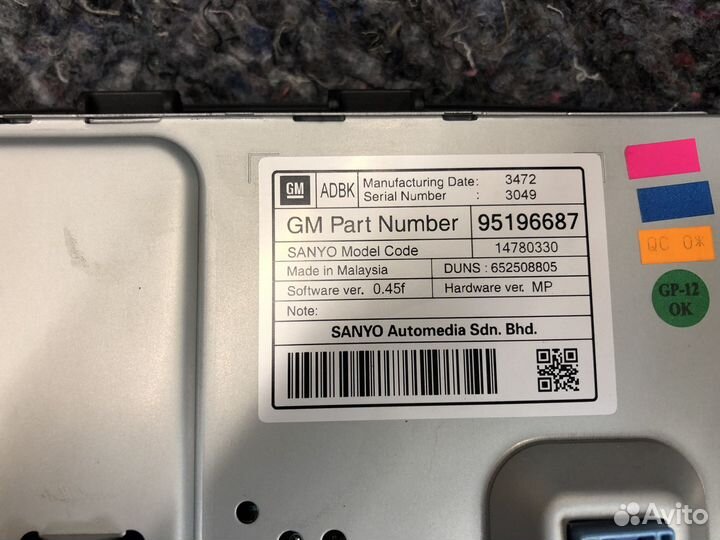 GM ADBK Manufacturing Date: 3472
Serial Number : 3049
GM Part Number 95196687
SANYO Model Code 14780330
Made in Malaysia DUNS : 652508805
Software ver. 0.45f Hardware ver. MP
Note:
SANYO Automedia Sdn. Bhd.
QC O*
GP-12
OK
Avito